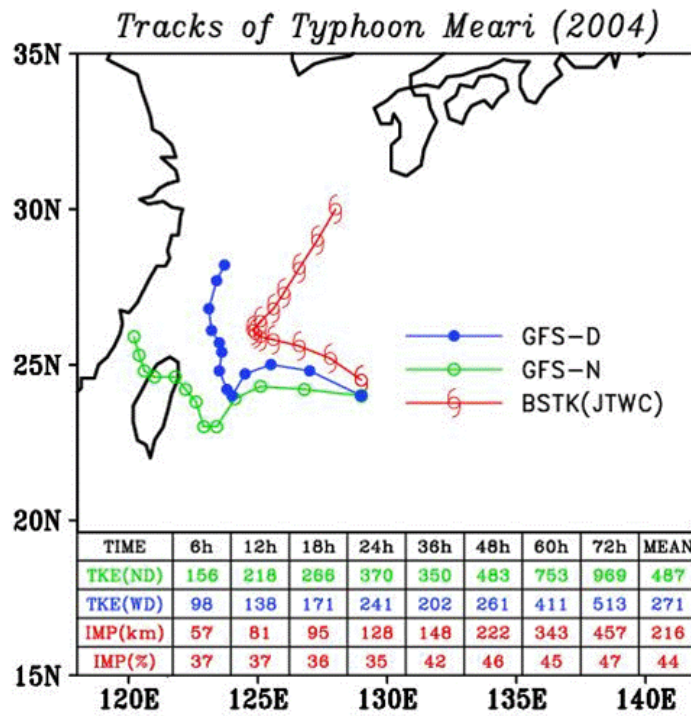 Tracks of Typhoon Meari (2004)
35N
30N
25N
20N
15N
GFS-D
GFS-N
BSTK(JTWC)
TIME 6h 12h 18h 24h 36h 48h 60h 72h MEAN
TKE(ND) 156 218 266 370 350 483 753 969 487
TKE(WD) 98 138 171 241 202 261 411 513 271
IMP(km) 57 81 95 128 148 222 343 457 216
IMP(%) 37 37 36 35 42 46 45 47 44
120E 125E 130E 135E 140E